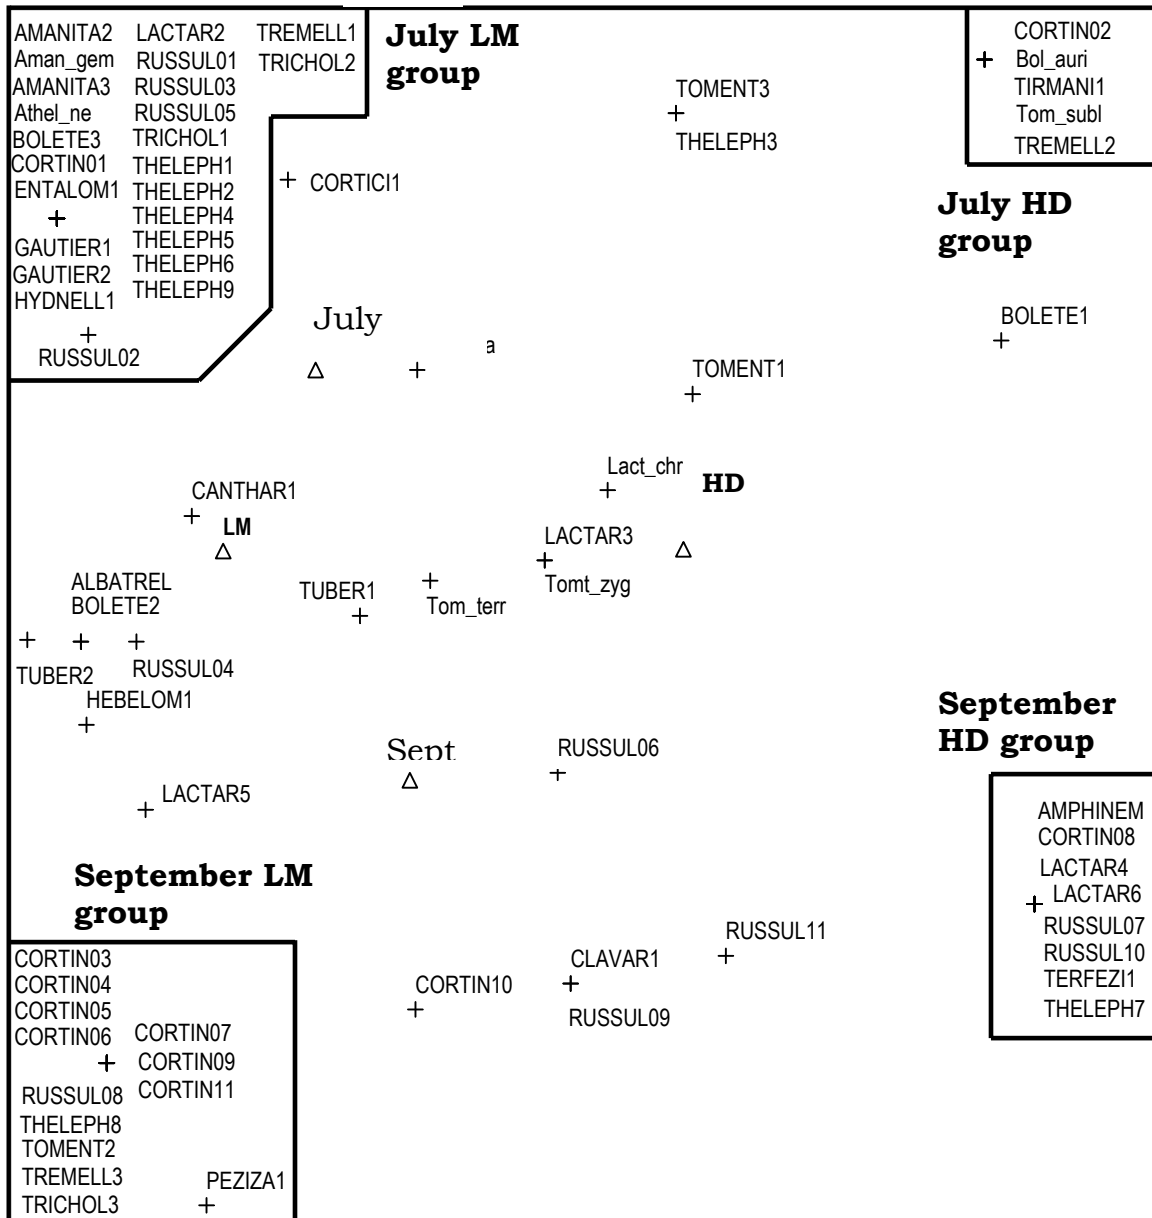 AMANITA2 LACTAR2 TREMELL1
Aman_gem RUSSUL01 TRICHOL2
AMANITA3 RUSSUL03
Athel_ne RUSSUL05
BOLETE3 TRICHOL1
CORTIN01 THELEPH1
ENTALOM1 THELEPH2
THELEPH4
GAUTIER1 THELEPH5
GAUTIER2 THELEPH6
HYDNELL1 THELEPH9
RUSSUL02
July LM
group
CORTIN02
Bol_auri
TIRMANI1
Tom_subl
TREMELL2
July HD
group
TOMENT3
THELEPH3
CORTICI1
July
a
BOLETE1
TOMENT1
Lact_chr
HD
CANTHAR1
LM
LACTAR3
Tomt_zyg
ALBATREL
BOLETE2
TUBER1
Tom_terr
TUBER2
RUSSUL04
HEBELOM1
September
HD group
Sept
RUSSUL06
LACTAR5
AMPHINEM
CORTIN08
LACTAR4
LACTAR6
RUSSUL07
RUSSUL10
TERFEZI1
THELEPH7
September LM
group
RUSSUL11
CLAVAR1
CORTIN10
RUSSUL09
CORTIN03
CORTIN04
CORTIN05
CORTIN06 CORTIN07
CORTIN09
RUSSUL08 CORTIN11
THELEPH8
TOMENT2
TREMELL3 PEZIZA1
TRICHOL3